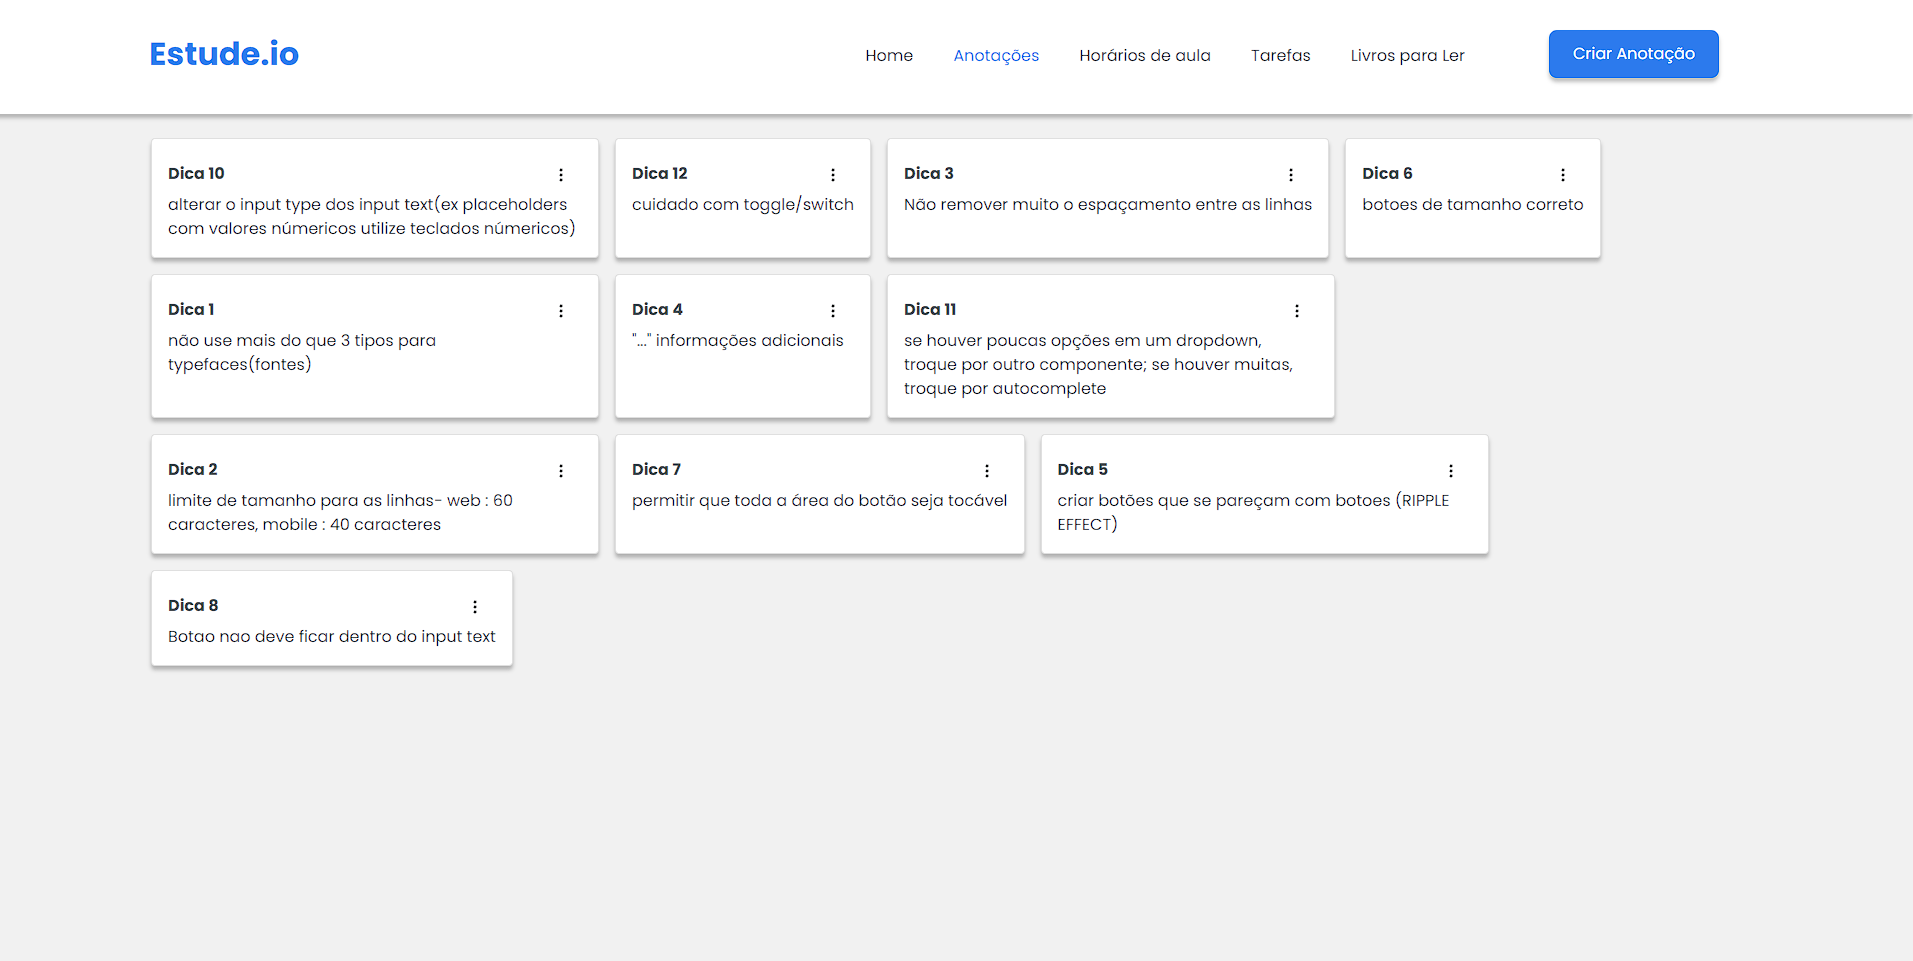 Estude.io
Home
Anotações
Horários de aula
Tarefas
Livros para Ler
Criar Anotação
Dica 10
alterar o input type dos input text(ex placeholders
com valores númericos utilize teclados númericos)
Dica 12
cuidado com toggle/switch
Dica 3
Não remover muito o espaçamento entre as linhas
Dica 6
botoes de tamanho correto
Dica 1
não use mais do que 3 tipos para
typefaces(fontes)
Dica 4
"..." informações adicionais
Dica 11
se houver poucas opções em um dropdown,
troque por outro componente; se houver muitas,
troque por autocomplete
Dica 2
limite de tamanho para as linhas- web : 60
caracteres, mobile : 40 caracteres
Dica 7
permitir que toda a área do botão seja tocável
Dica 5
criar botões que se pareçam com botoes (RIPPLE
EFFECT)
Dica 8
Botao nao deve ficar dentro do input text